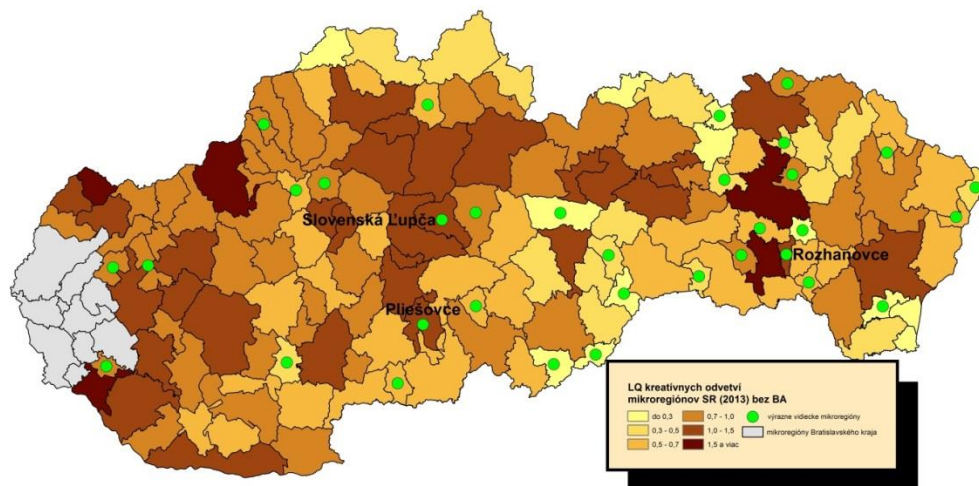 Slovenská Ľupča
Rozhanovce
Pliešovce
LQ kreatívnych odvetví
mikroregiónov SR (2013) bez BA
do 0,3
0,7 - 1,0
výrazne vidiecke mikroregióny
0,3 - 0,5
1,0 - 1,5
mikroregióny Bratislavského kraja
0,5 - 0,7
1,5 a viac